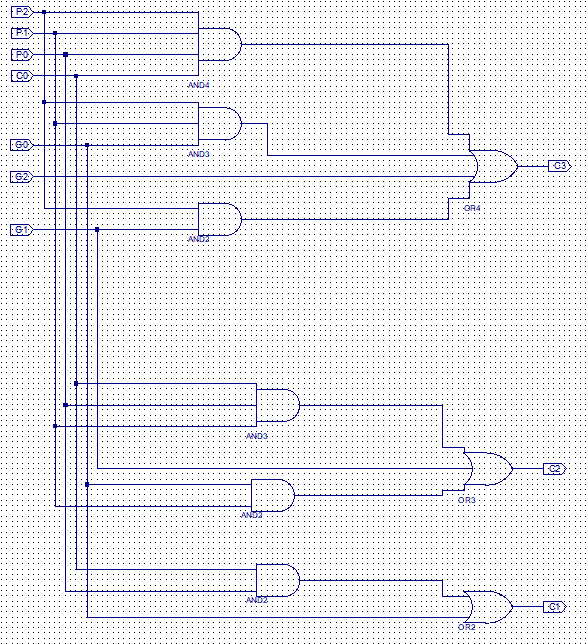 P2
P1
P0
C0
AND4
G0
AND3
C3
G2
OR4
G1
AND2
AND3
C2
OR3
AND2
AND2
C1
OR2